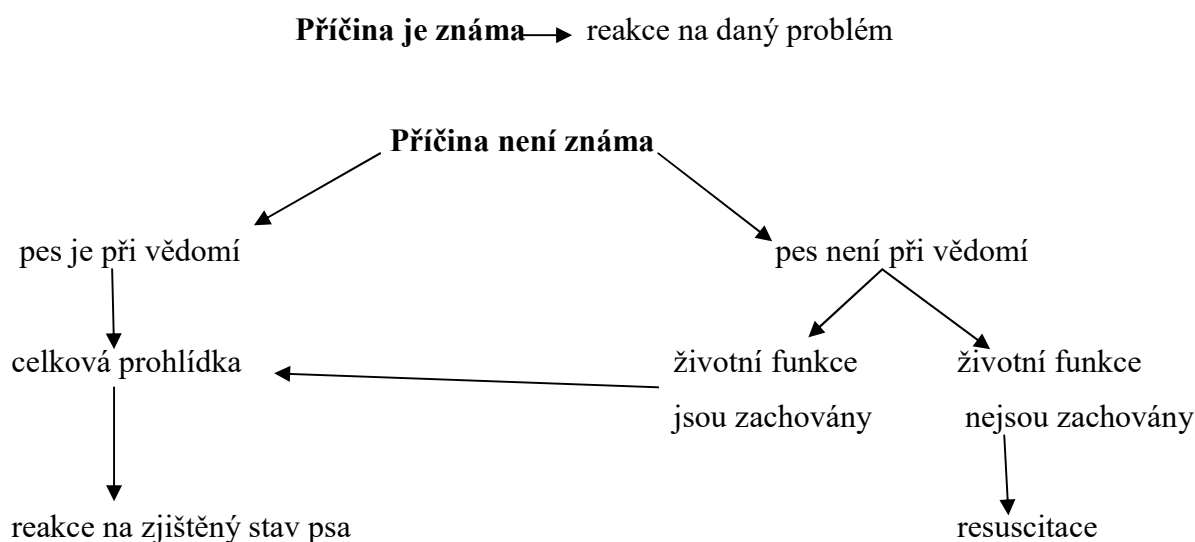 Příčina je známa reakce na daný problém
Příčina není známa
pes je při vědomí
pes není při vědomí
celková prohlídka
životní funkce
jsou zachovány
životní funkce
nejsou zachovány
reakce na zjištěný stav psa
resuscitace